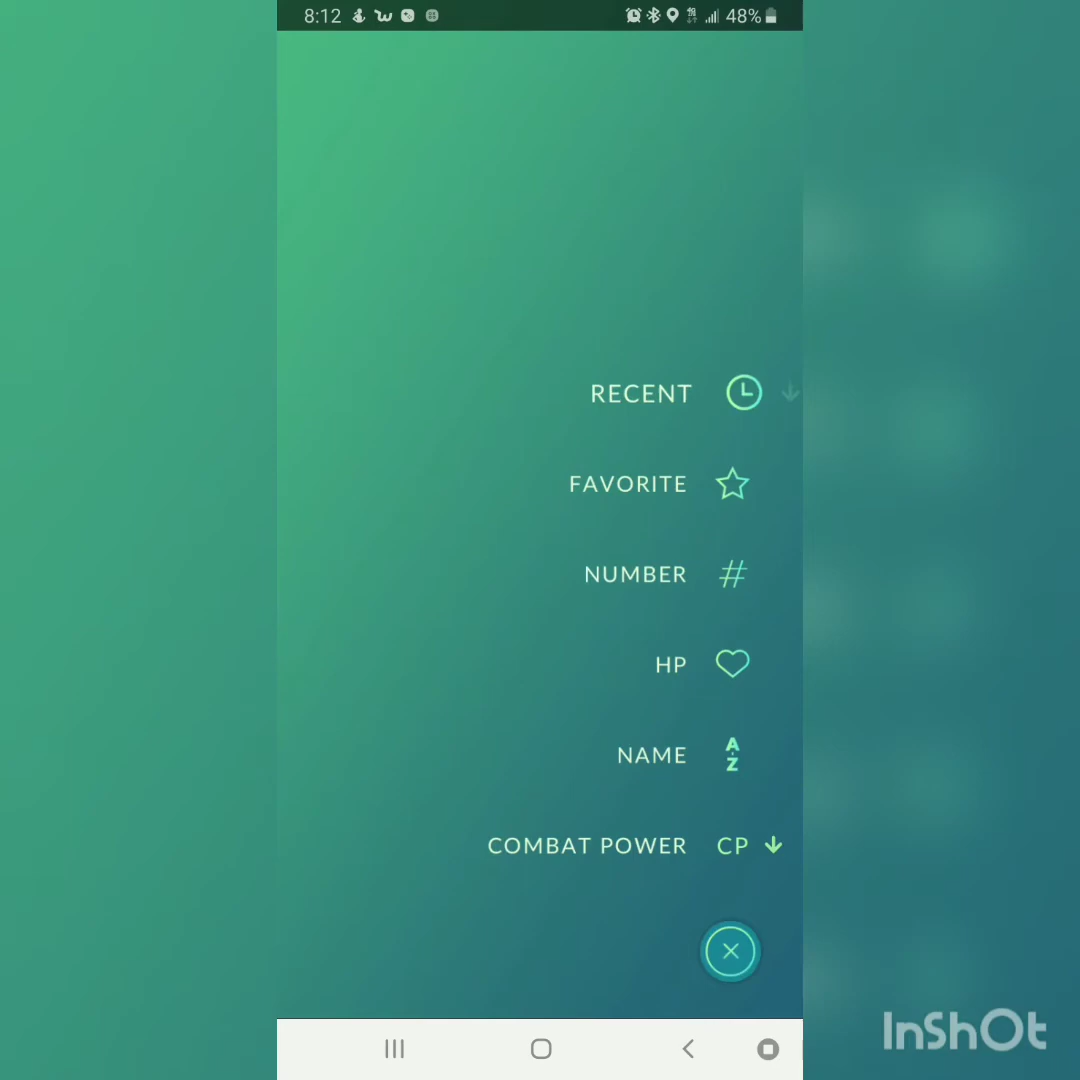 8:12
48%
RECENT
FAVORITE
NUMBER #
HP
NAME A-Z
COMBAT POWER CP
InShOt